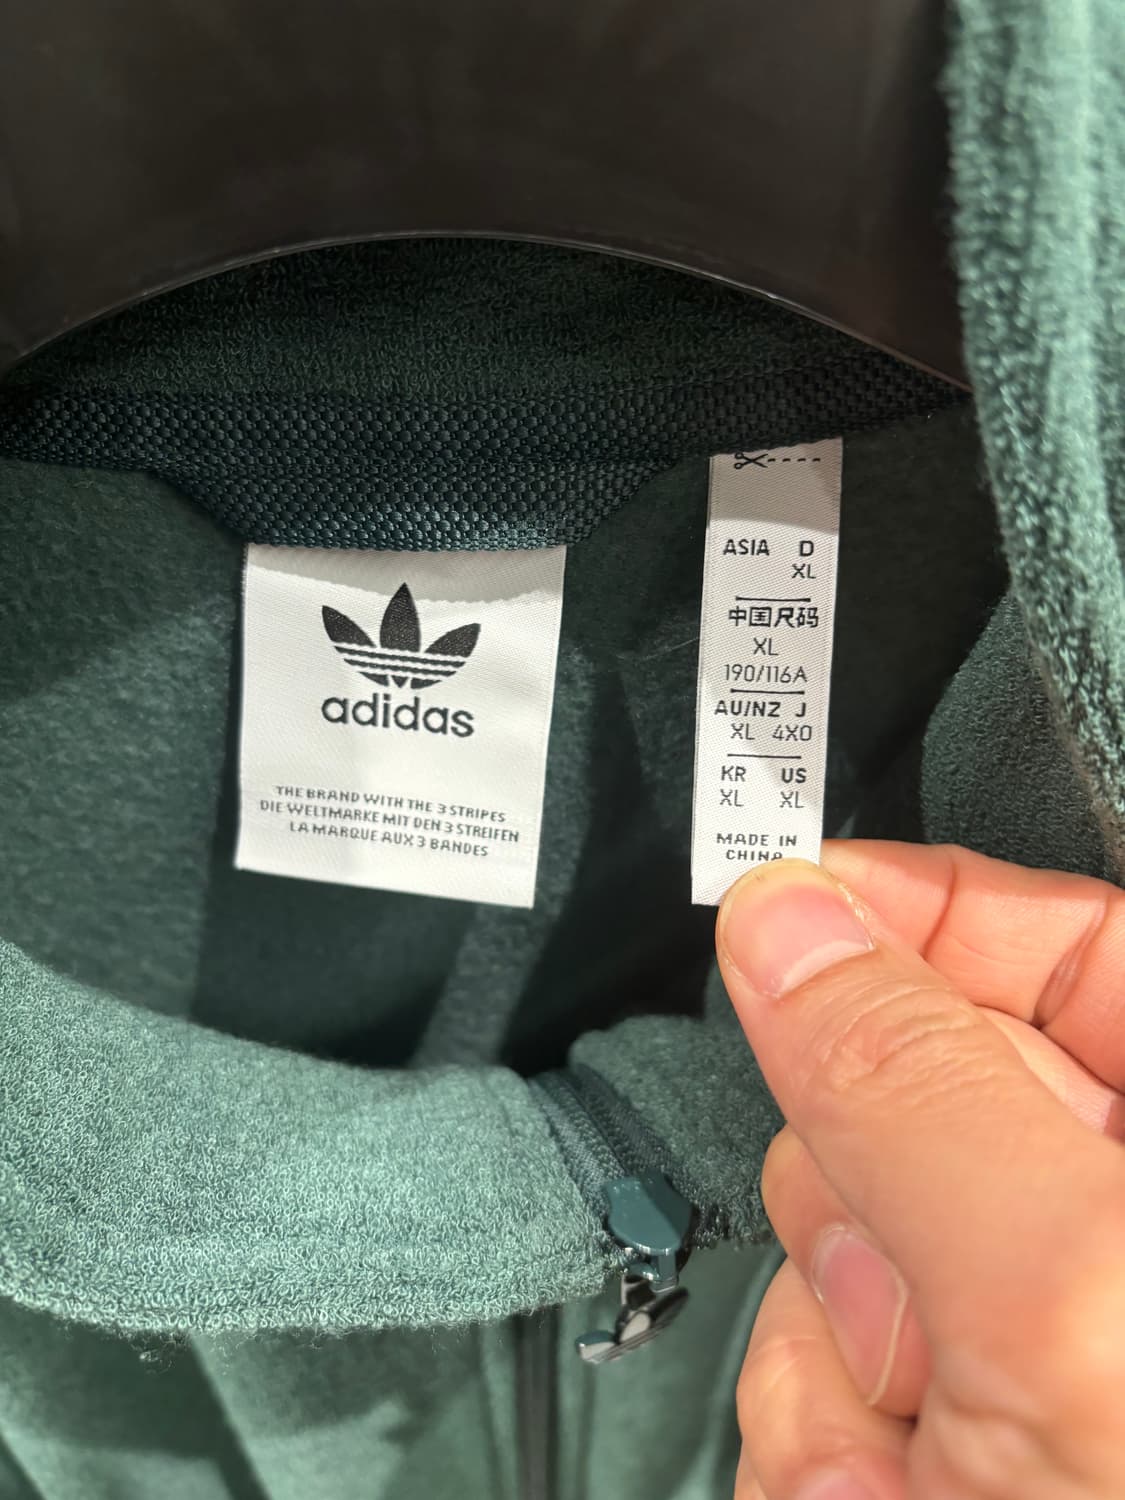 adidas
THE BRAND WITH THE 3 STRIPES
DIE WELTMARKE MIT DEN 3 STREIFEN
LA MARQUE AUX 3 BANDES
ASIA D
XL
中国尺码
XL
190/116A
AU/NZ J
XL 4XO
KR US
XL XL
MADE IN
CHINA